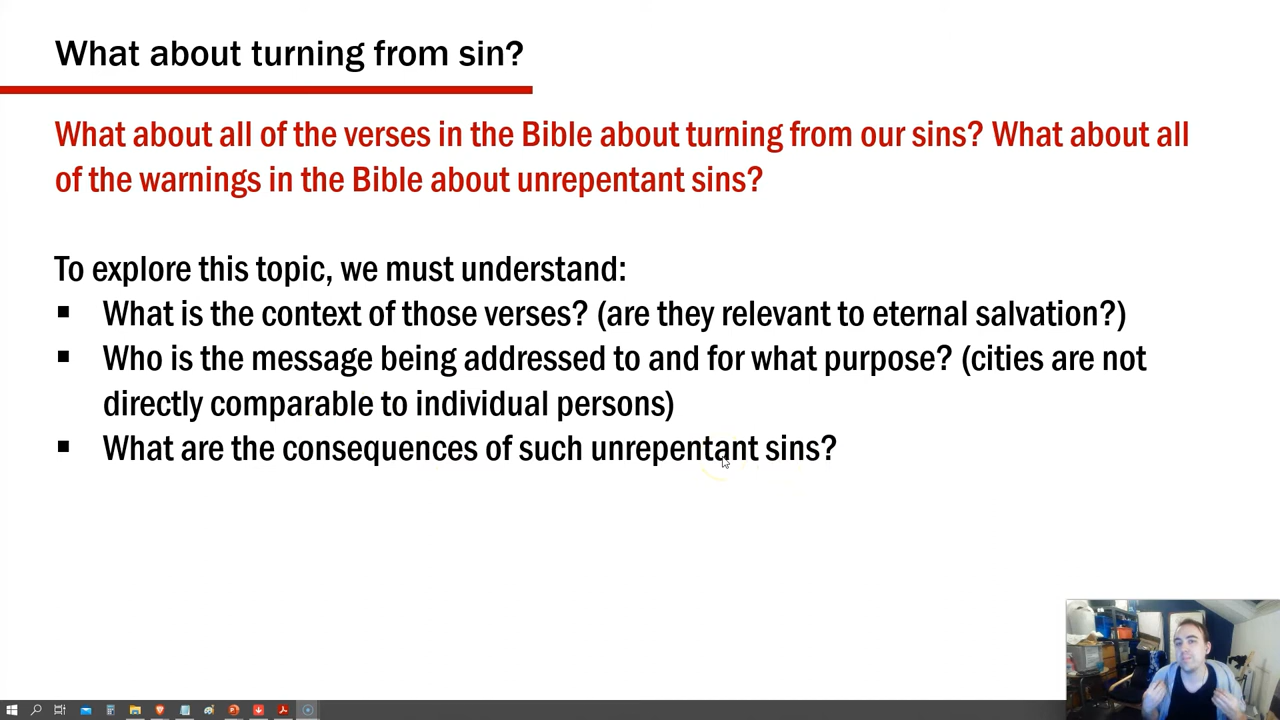 What about turning from sin?
What about all of the verses in the Bible about turning from our sins? What about all
of the warnings in the Bible about unrepentant sins?
To explore this topic, we must understand:
▪ What is the context of those verses? (are they relevant to eternal salvation?)
▪ Who is the message being addressed to and for what purpose? (cities are not
directly comparable to individual persons)
▪ What are the consequences of such unrepentant sins?